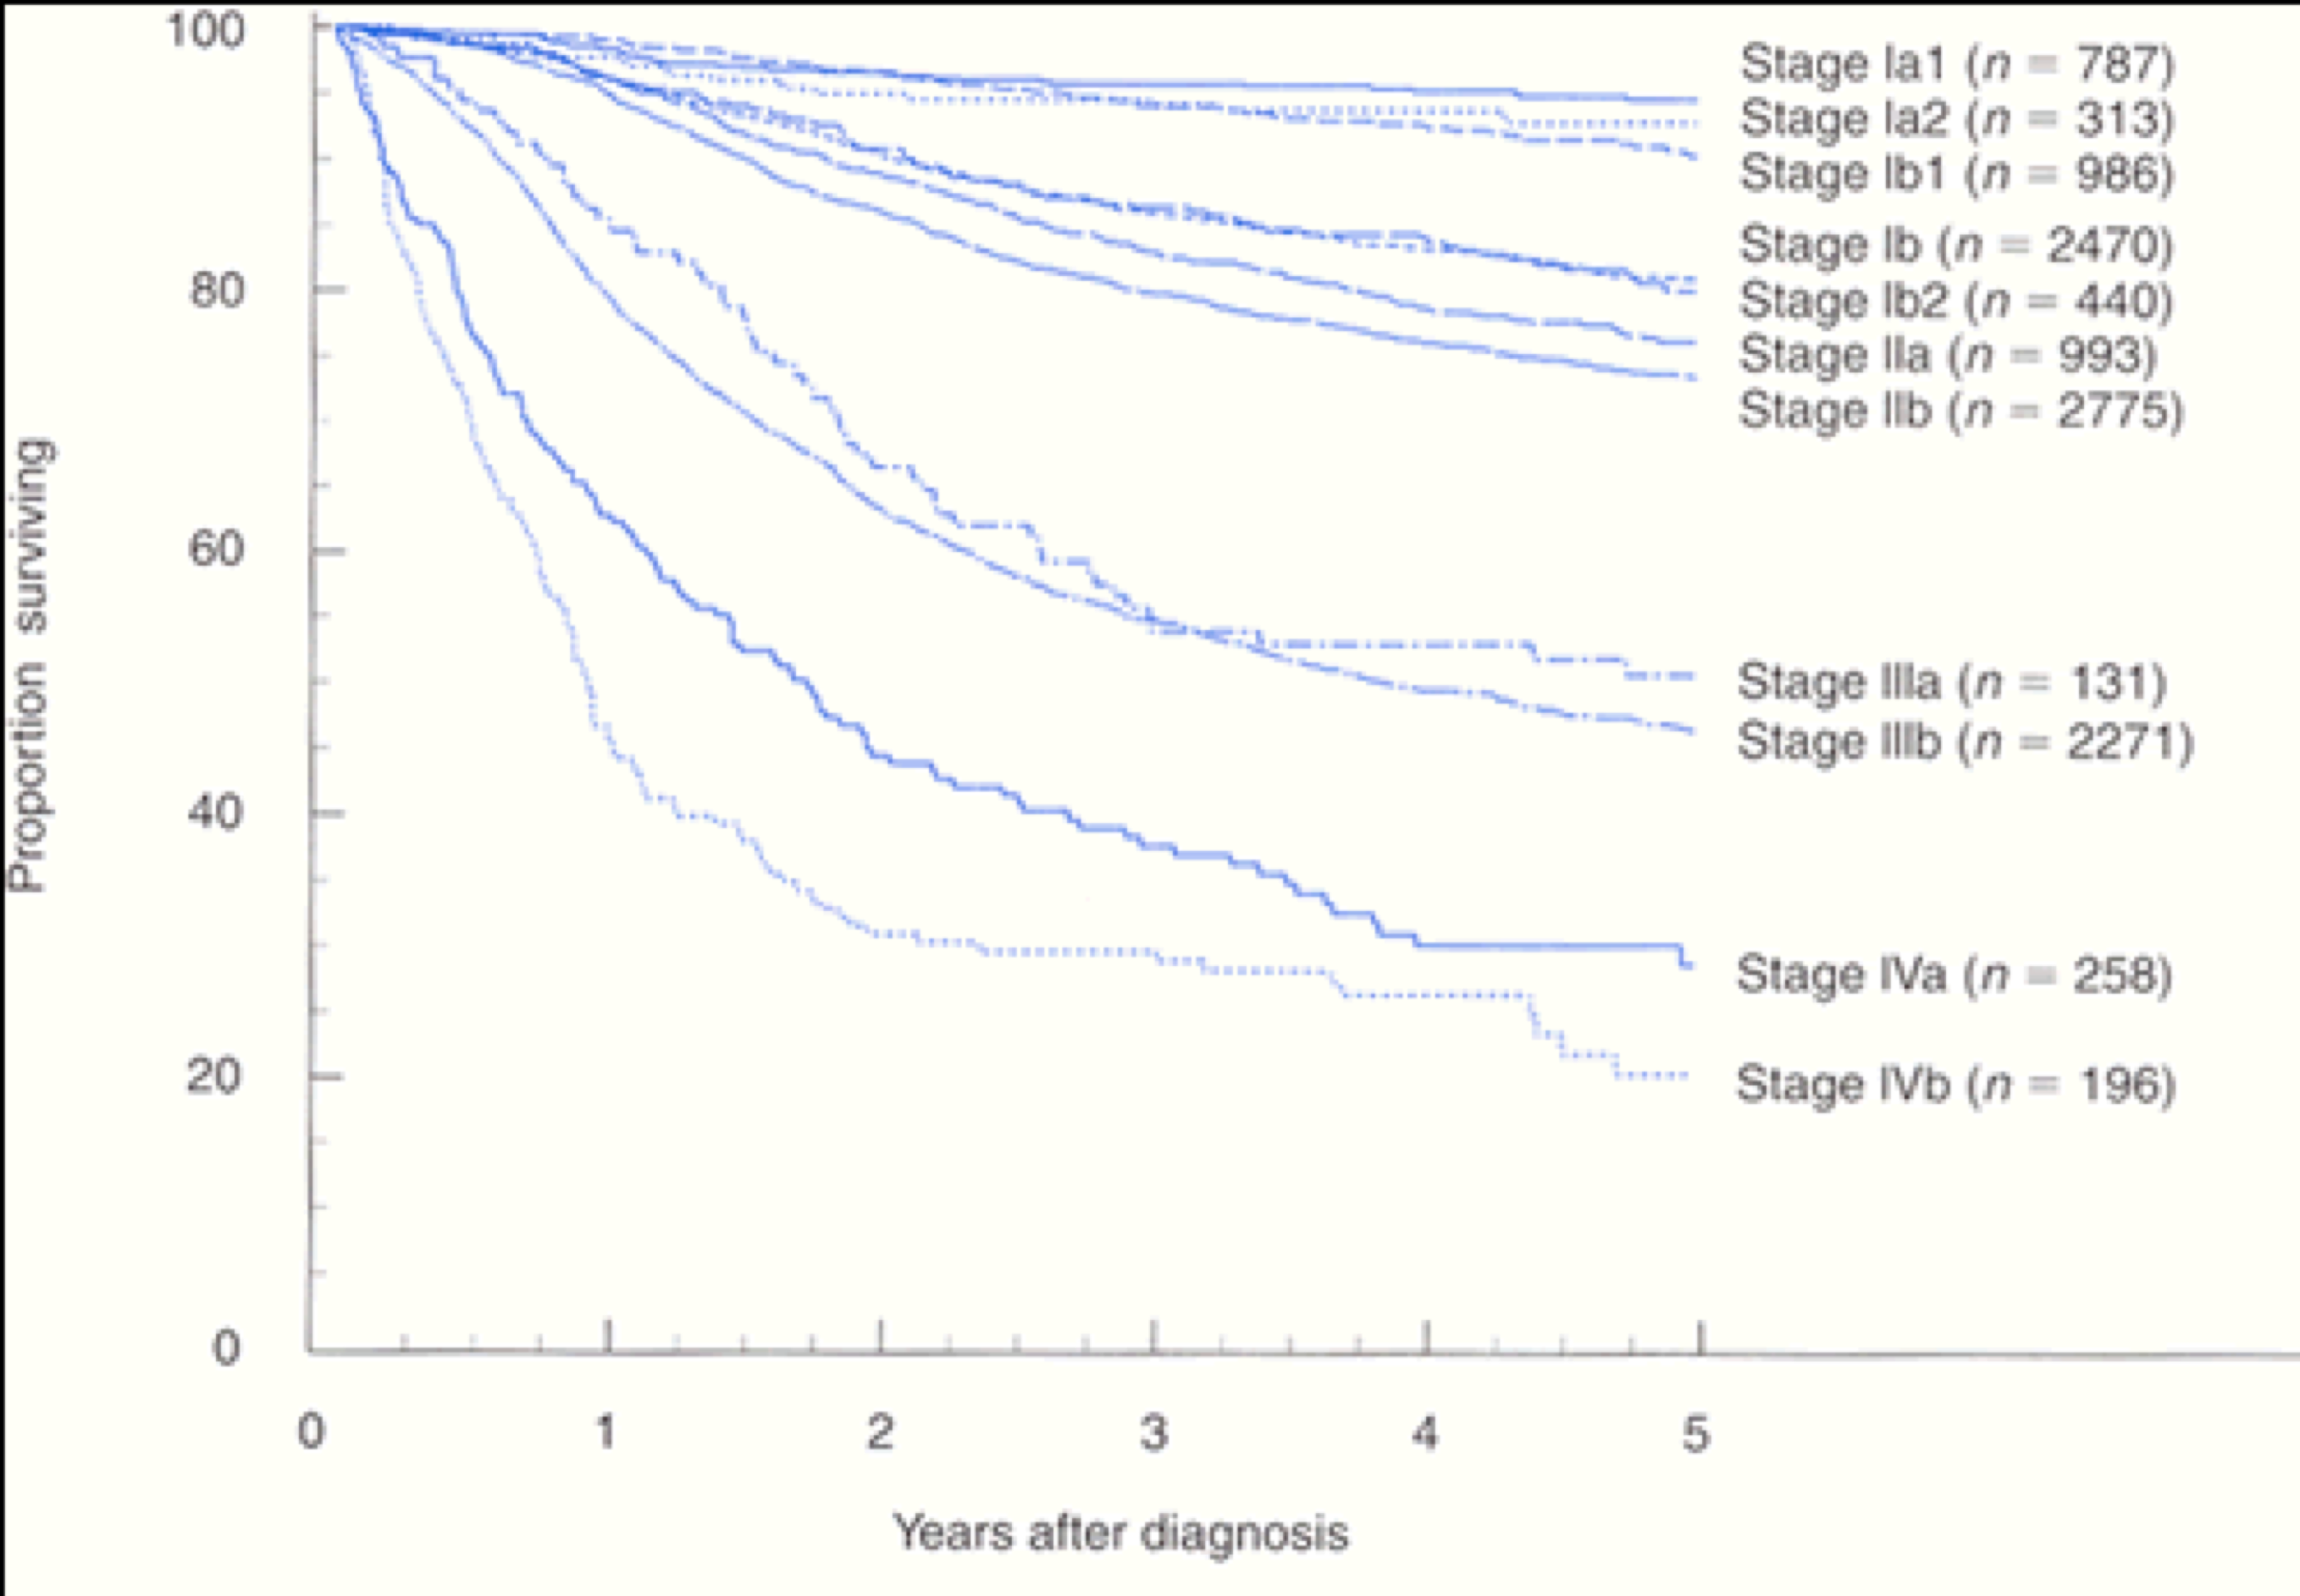 Proportion surviving
100
80
60
40
20
0
0 1 2 3 4 5
Years after diagnosis
Stage Ia1 (n = 787)
Stage Ia2 (n = 313)
Stage Ib1 (n = 986)
Stage Ib (n = 2470)
Stage Ib2 (n = 440)
Stage IIa (n = 993)
Stage IIb (n = 2775)
Stage IIIa (n = 131)
Stage IIIb (n = 2271)
Stage IVa (n = 258)
Stage IVb (n = 196)